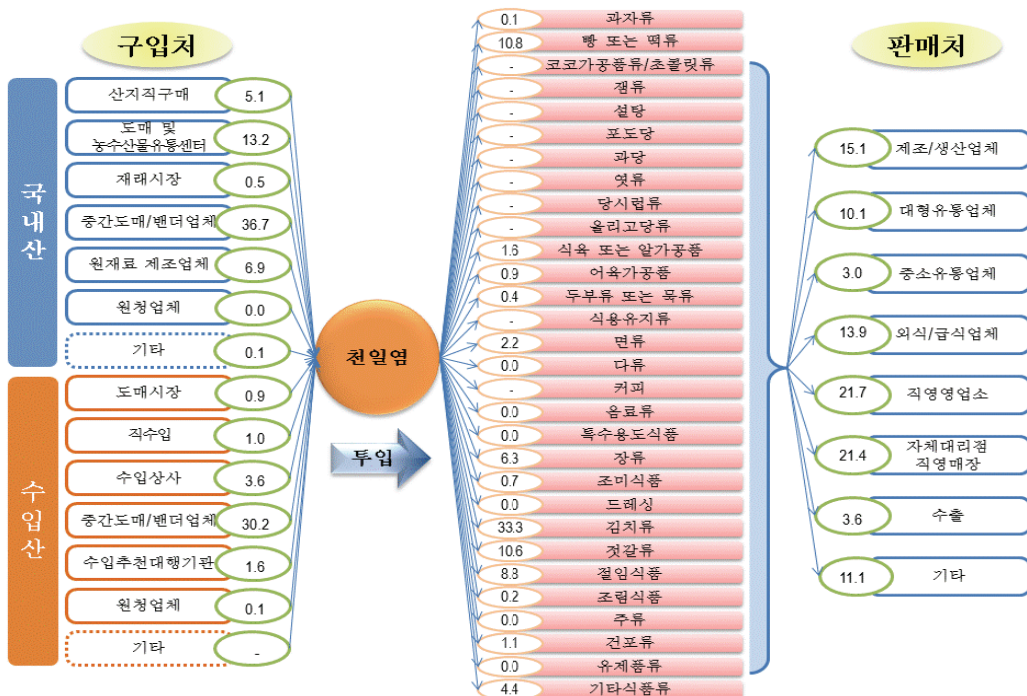 구입처
국내산
산지직구매 5.1
도매 및
농수산물유통센터 13.2
재래시장 0.5
중간도매/밴더업체 36.7
원재료 제조업체 6.9
원청업체 0.0
기타 0.1
수입산
도매시장 0.9
직수입 1.0
수입상사 3.6
중간도매/밴더업체 30.2
수입추천대행기관 1.6
원청업체 0.1
기타 -
천일염
투입
0.1 과자류
10.8 빵 또는 떡류
- 코코가공품류/초콜릿류
- 잼류
- 설탕
- 포도당
- 과당
- 엿류
- 당시럽류
- 올리고당류
1.6 식육 또는 알가공품
0.9 어육가공품
0.4 두부류 또는 묵류
- 식용유지류
2.2 면류
0.0 다류
- 커피
0.0 음료류
0.0 특수용도식품
6.3 장류
0.7 조미식품
0.0 드레싱
33.3 김치류
10.6 젓갈류
8.8 절임식품
0.2 조림식품
0.0 주류
1.1 건포류
0.0 유제품류
4.4 기타식품류
판매처
15.1 제조/생산업체
10.1 대형유통업체
3.0 중소유통업체
13.9 외식/급식업체
21.7 직영영업소
21.4 자체대리점
직영매장
3.6 수출
11.1 기타